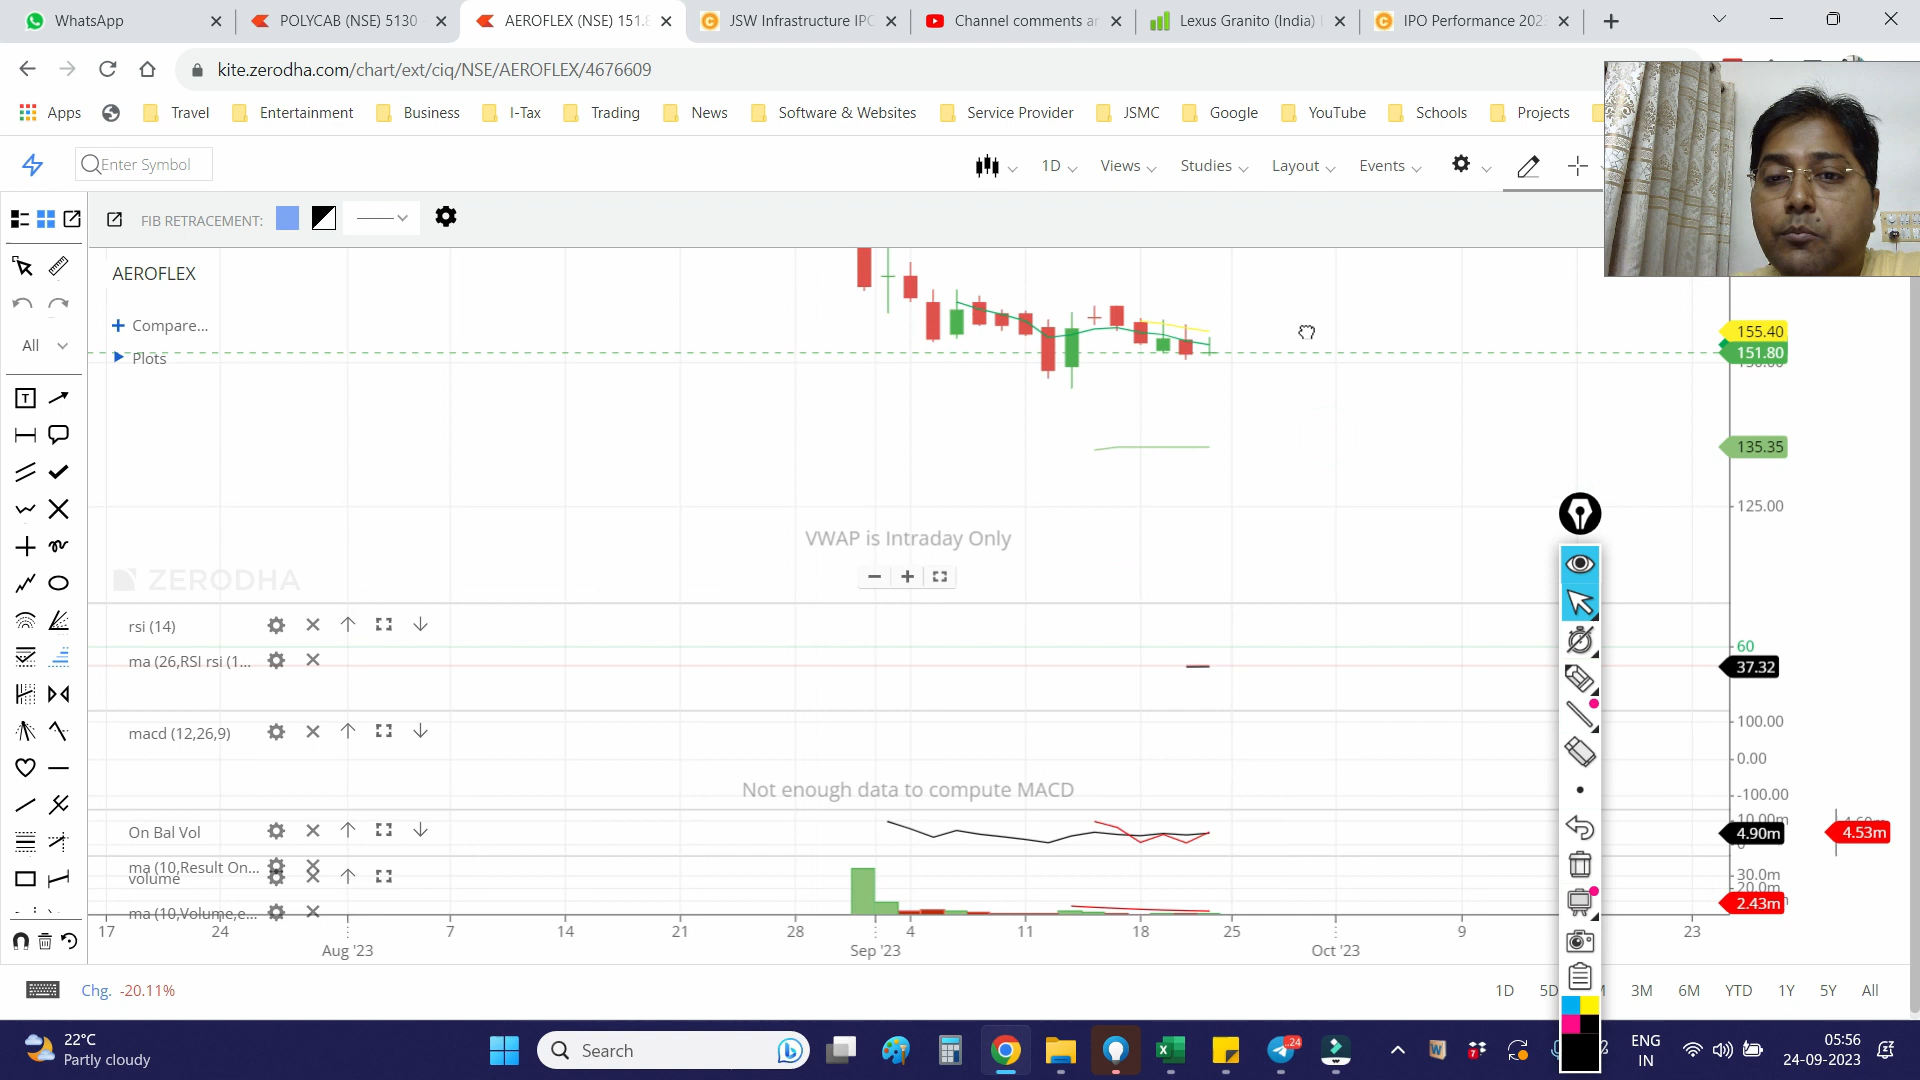 WhatsApp
POLYCAB (NSE) 5130
AEROFLEX (NSE) 151.8
JSW Infrastructure IPO
Channel comments an
Lexus Granito (India)
IPO Performance 202
kite.zerodha.com/chart/ext/ciq/NSE/AEROFLEX/4676609
Apps
Travel
Entertainment
Business
I-Tax
Trading
News
Software & Websites
Service Provider
JSMC
Google
YouTube
Schools
Projects
Enter Symbol
1D
Views
Studies
Layout
Events
FIB RETRACEMENT:
AEROFLEX
Compare...
All
Plots
155.40
151.80
135.35
125.00
VWAP is Intraday Only
ZERODHA
rsi (14)
ma (26,RSI rsi (1...
60
37.32
macd (12,26,9)
100.00
0.00
-100.00
Not enough data to compute MACD
On Bal Vol
4.90m
4.53m
ma (10,Result On...
volume
30.0m
20.0m
ma (10,Volume,e...
2.43m
17 24 7 14 21 28 4 11 18 25 9 23
Aug '23 Sep '23 Oct '23
Chg. -20.11%
1D 5D 3M 6M YTD 1Y 5Y All
22°C
Partly cloudy
Search
24
7
ENG
IN
05:56
24-09-2023